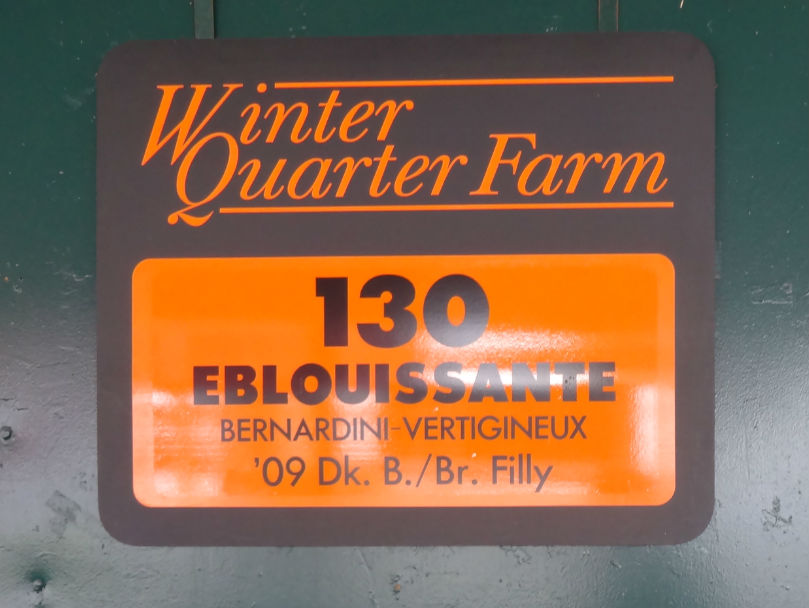 Winter
Quarter Farm
130
EBLOUISSANTE
BERNARDINI-VERTIGINEUX
'09 Dk. B./Br. Filly